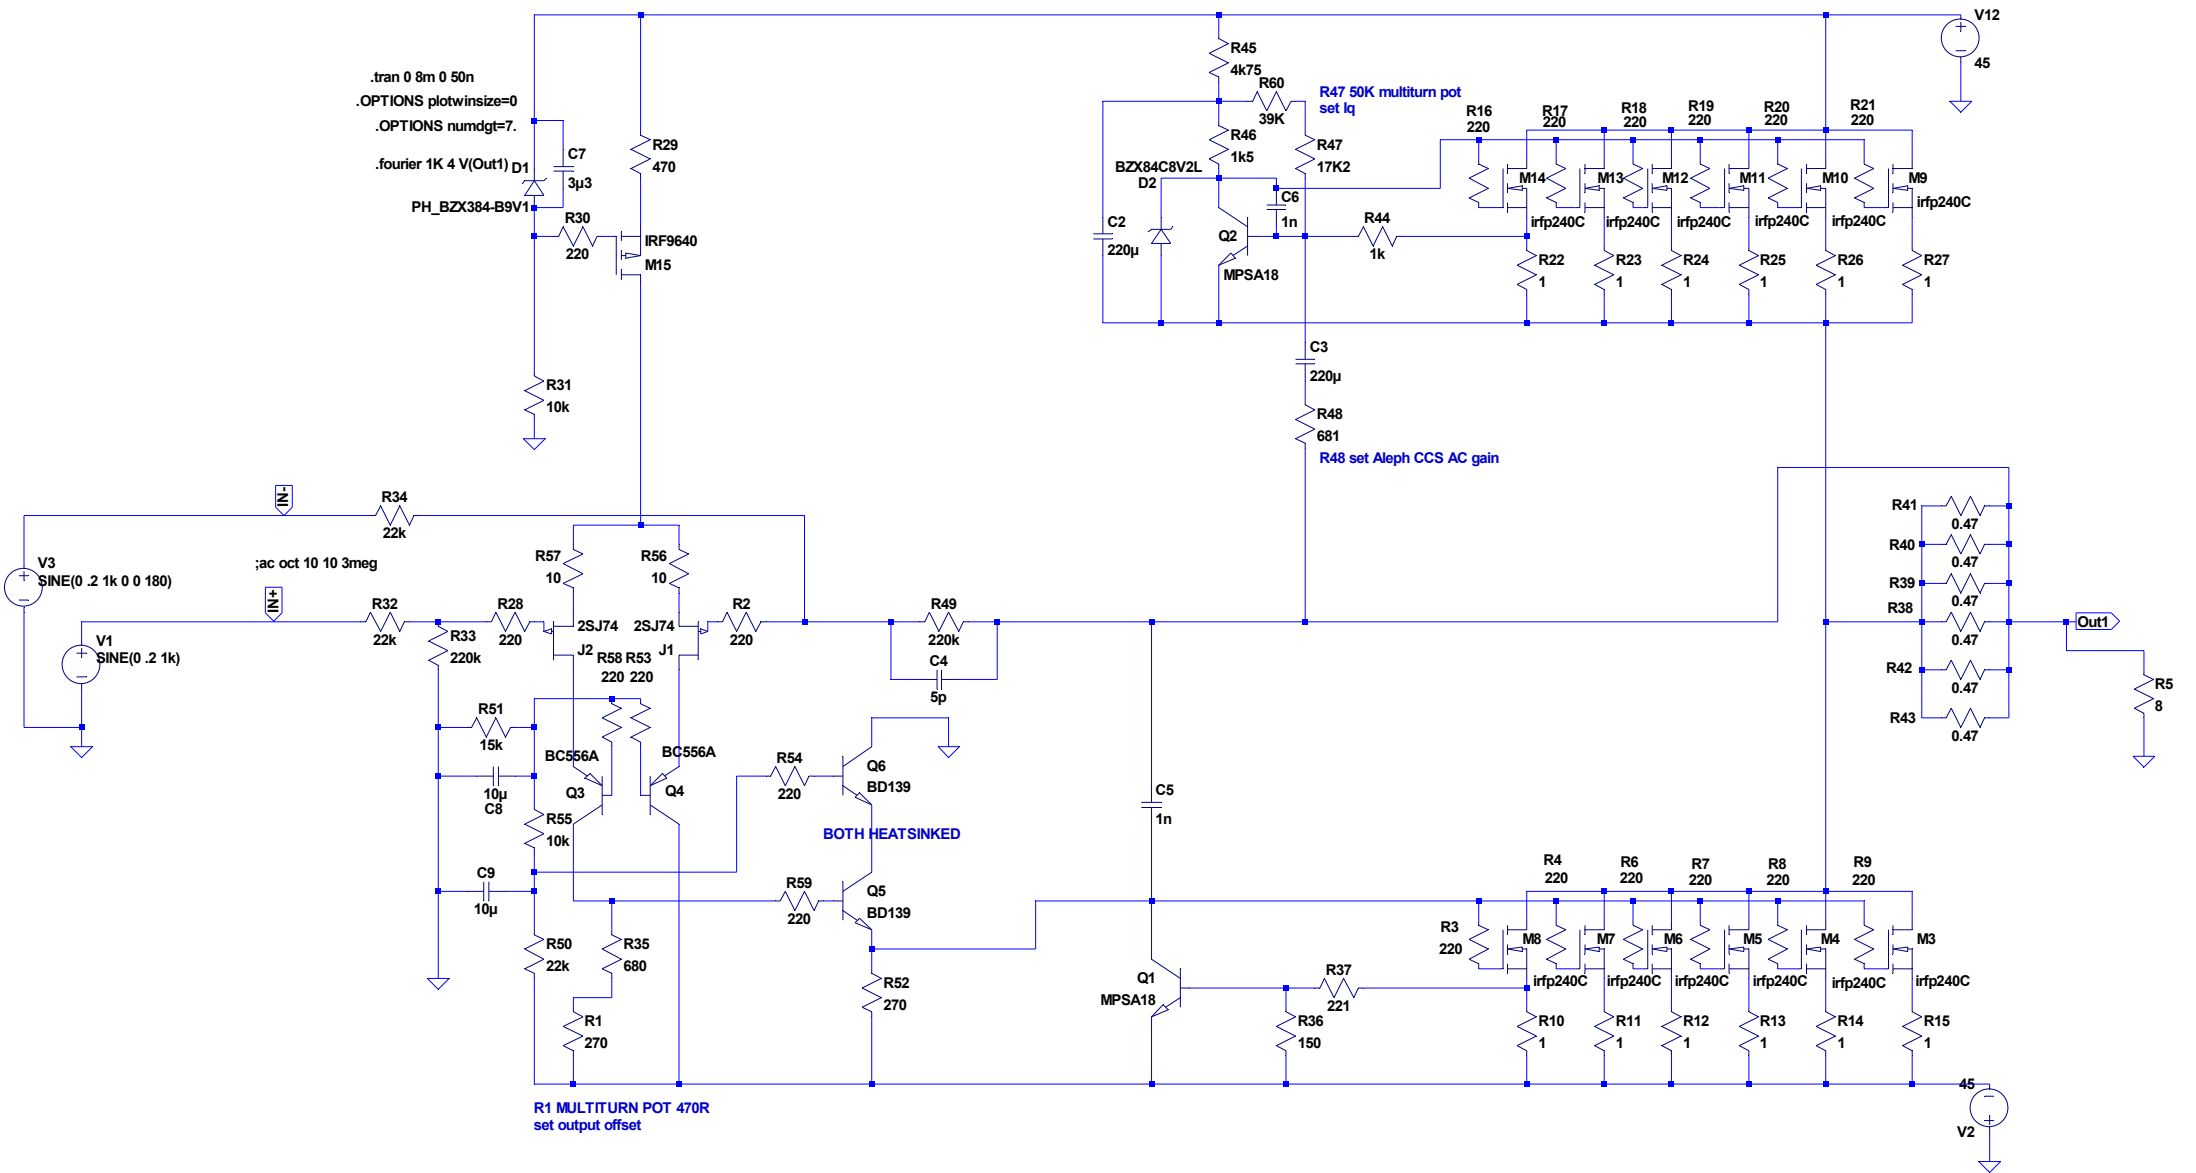 V12
45
.tran 0 8m 0 50n
.OPTIONS plotwinsize=0
.OPTIONS numdgt=7.
.fourier 1K 4 V(Out1)
D1
PH_BZX384-B9V1
C7
3µ3
R29
470
R30
220
IRF9640
M15
R31
10k
R45
4k75
R60
39K
R47 50K multiturn pot
set Iq
R46
1k5
R47
17K2
BZX84C8V2L
D2
C6
1n
C2
220µ
Q2
MPSA18
R44
1k
R16
220
R17
220
R18
220
R19
220
R20
220
R21
220
M14
irfp240C
M13
irfp240C
M12
irfp240C
M11
irfp240C
M10
irfp240C
M9
irfp240C
R22
1
R23
1
R24
1
R25
1
R26
1
R27
1
C3
220µ
R48
681
R48 set Aleph CCS AC gain
IN-
R34
22k
V3
SINE(0 .2 1k 0 0 180)
;ac oct 10 10 3meg
IN+
R32
22k
V1
SINE(0 .2 1k)
R33
220k
R28
220
R57
10
R56
10
2SJ74
J2
2SJ74
J1
R2
220
R58
220
R53
220
R49
220k
C4
5p
R41
0.47
R40
0.47
R39
0.47
R38
0.47
R42
0.47
R43
0.47
Out1
R5
8
R51
15k
10µ
C8
BC556A
Q3
BC556A
Q4
R55
10k
R54
220
Q6
BD139
BOTH HEATSINKED
C5
1n
C9
10µ
R59
220
Q5
BD139
R50
22k
R35
680
R1
270
R52
270
Q1
MPSA18
R37
221
R36
150
R3
220
R4
220
R6
220
R7
220
R8
220
R9
220
M8
irfp240C
M7
irfp240C
M6
irfp240C
M5
irfp240C
M4
irfp240C
M3
irfp240C
R10
1
R11
1
R12
1
R13
1
R14
1
R15
1
R1 MULTITURN POT 470R
set output offset
45
V2